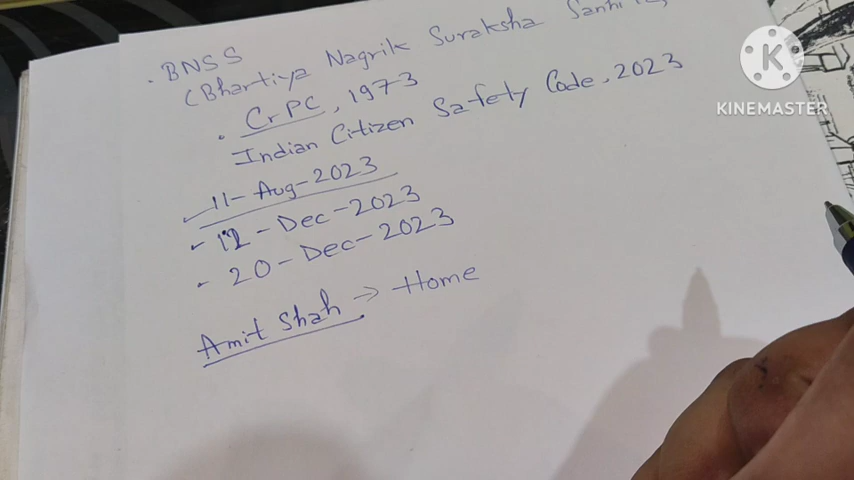 . BNSS
(Bhartiya Nagrik Suraksha Sanhita,
. CrPC, 1973
Indian Citizen Safety Code, 2023
11-Aug-2023
12-Dec-2023
20-Dec-2023
Amit Shah → Home
KINEMASTER